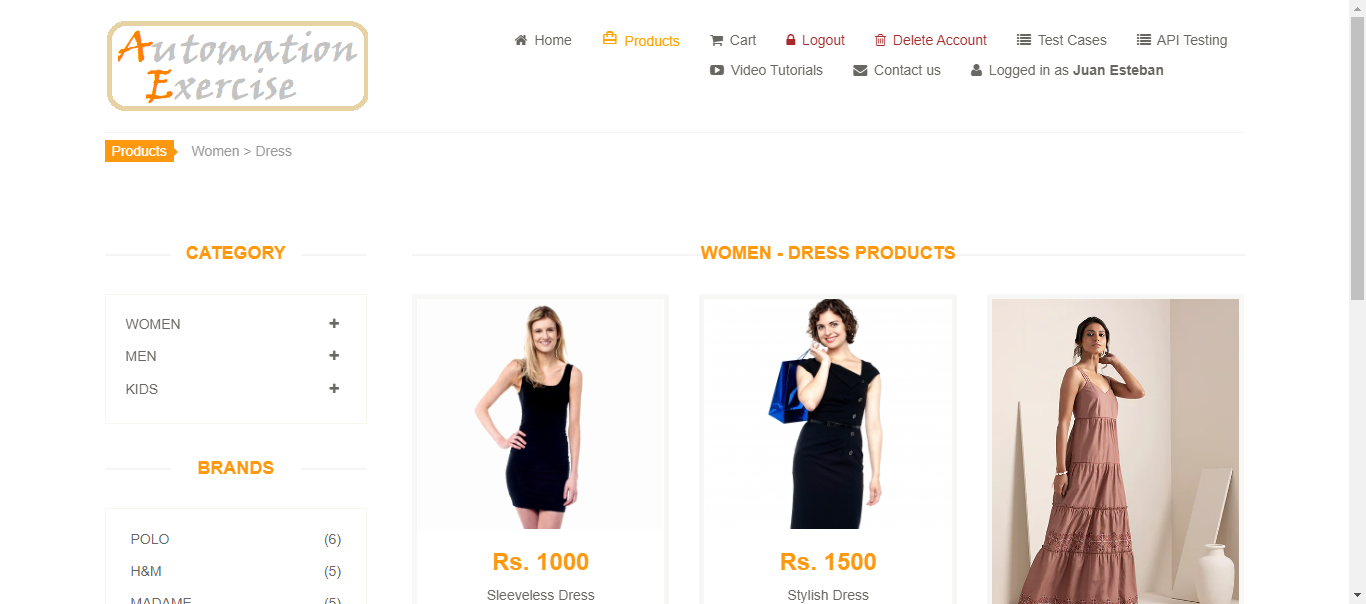 Automation
Exercise
Home Products Cart Logout Delete Account Test Cases API Testing
Video Tutorials Contact us Logged in as Juan Esteban
Products Women > Dress
CATEGORY
WOMEN - DRESS PRODUCTS
WOMEN +
MEN +
KIDS +
BRANDS
POLO (6)
H&M (5)
MADAME (5)
Rs. 1000
Sleeveless Dress
Rs. 1500
Stylish Dress